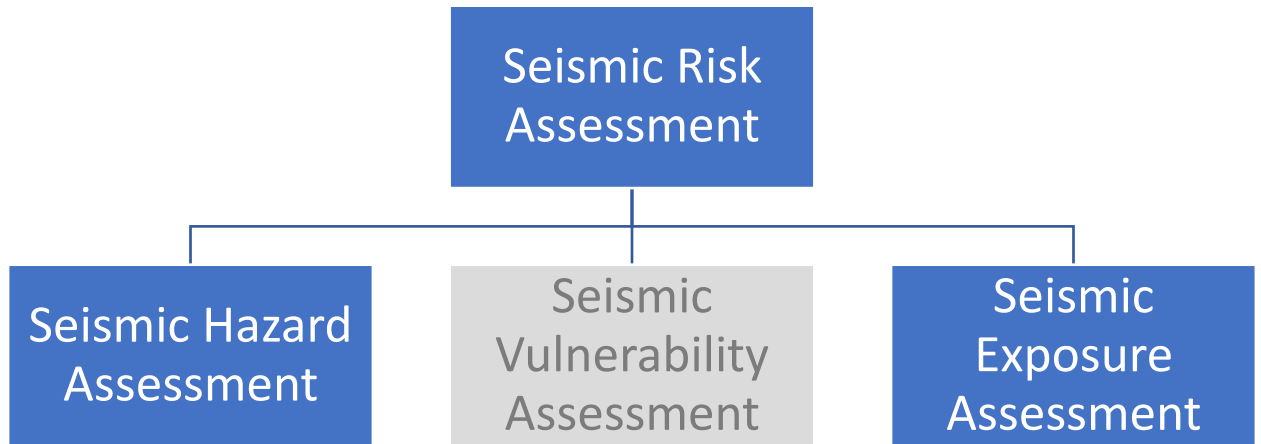 Seismic Risk
Assessment
Seismic Hazard
Assessment
Seismic
Vulnerability
Assessment
Seismic
Exposure
Assessment